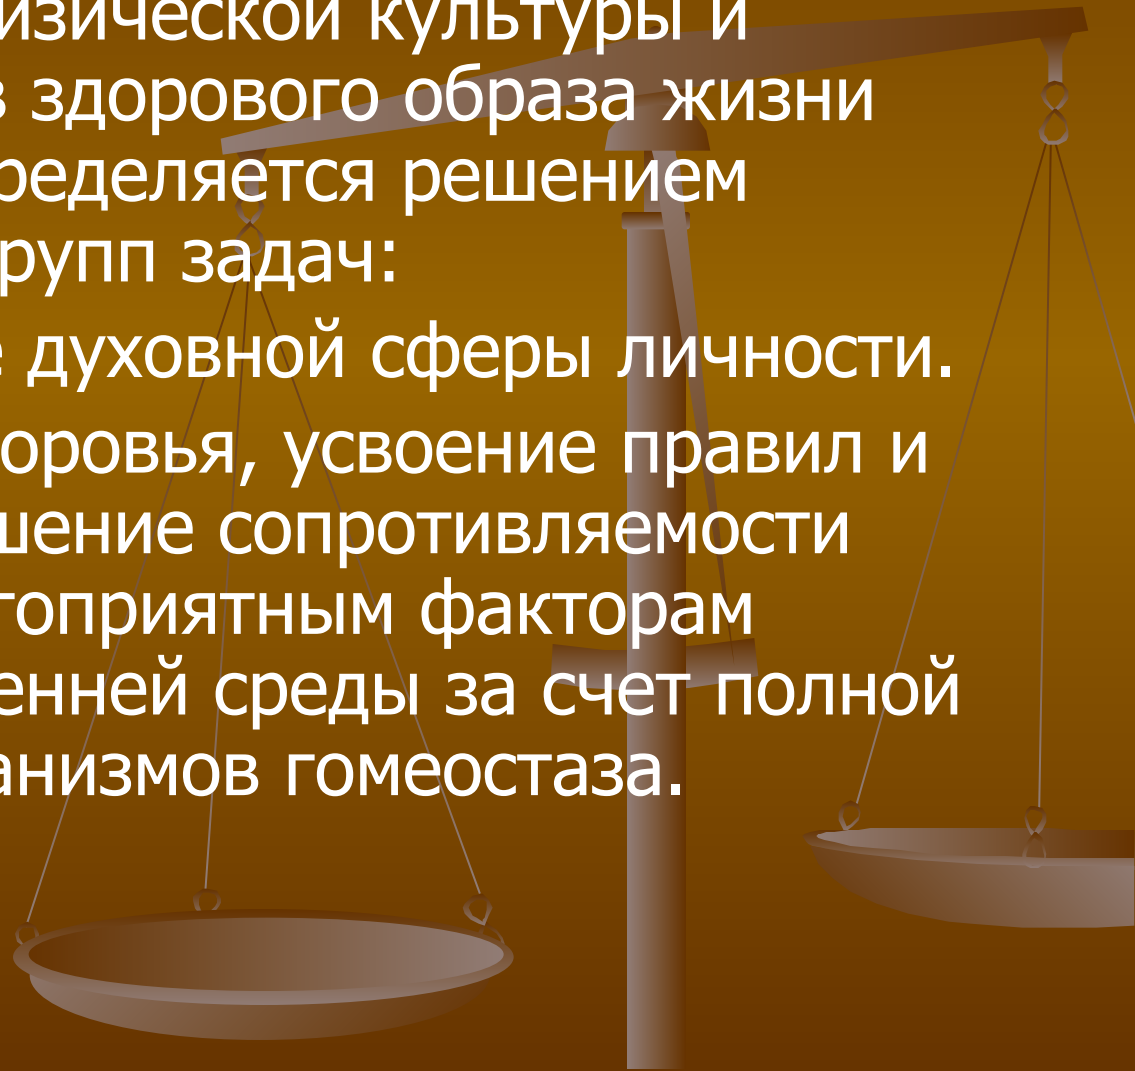 изической культуры и
в здорового образа жизни
ределяется решением
рупп задач:
е духовной сферы личности.
оровья, усвоение правил и
шение сопротивляемости
гоприятным факторам
енней среды за счет полной
анизмов гомеостаза.